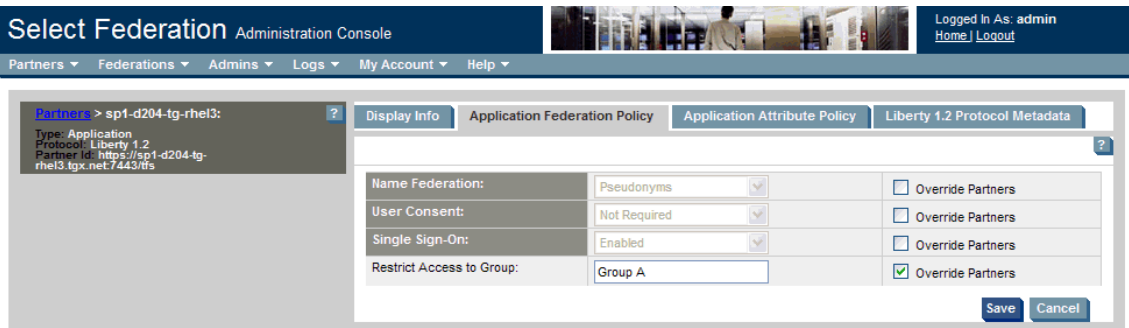 Select Federation Administration Console
Logged In As: admin
Home | Logout
Partners Federations Admins Logs My Account Help
Partners > sp1-d204-tg-rhel3: ?
Type: Application
Protocol: Liberty 1.2
Partner Id: https://sp1-d204-tg-
rhel3.tgx.net:7443/tfs
Display Info Application Federation Policy Application Attribute Policy Liberty 1.2 Protocol Metadata
?
Name Federation: Pseudonyms Override Partners
User Consent: Not Required Override Partners
Single Sign-On: Enabled Override Partners
Restrict Access to Group: Group A Override Partners
Save Cancel